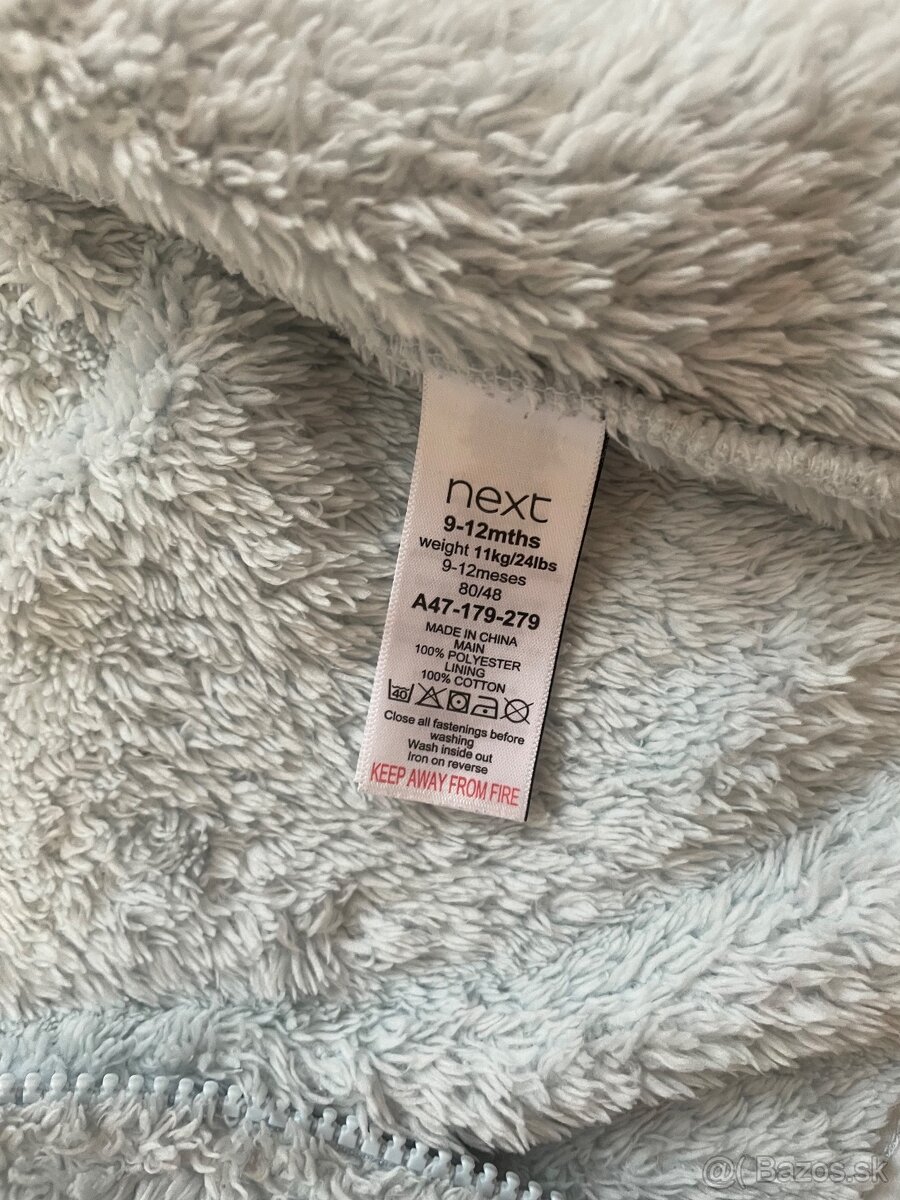 next
9-12mths
weight 11kg/24lbs
9-12meses
80/48
A47-179-279
MADE IN CHINA
MAIN
100% POLYESTER
LINING
100% COTTON
40
Close all fastenings before
washing
Wash inside out
Iron on reverse
KEEP AWAY FROM FIRE
@( Bazos.sk